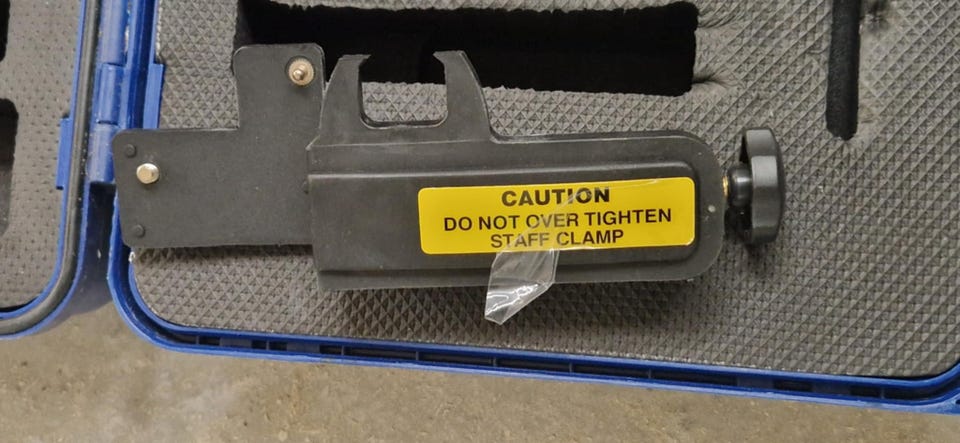 CAUTION
DO NOT OVER TIGHTEN
STAFF CLAMP